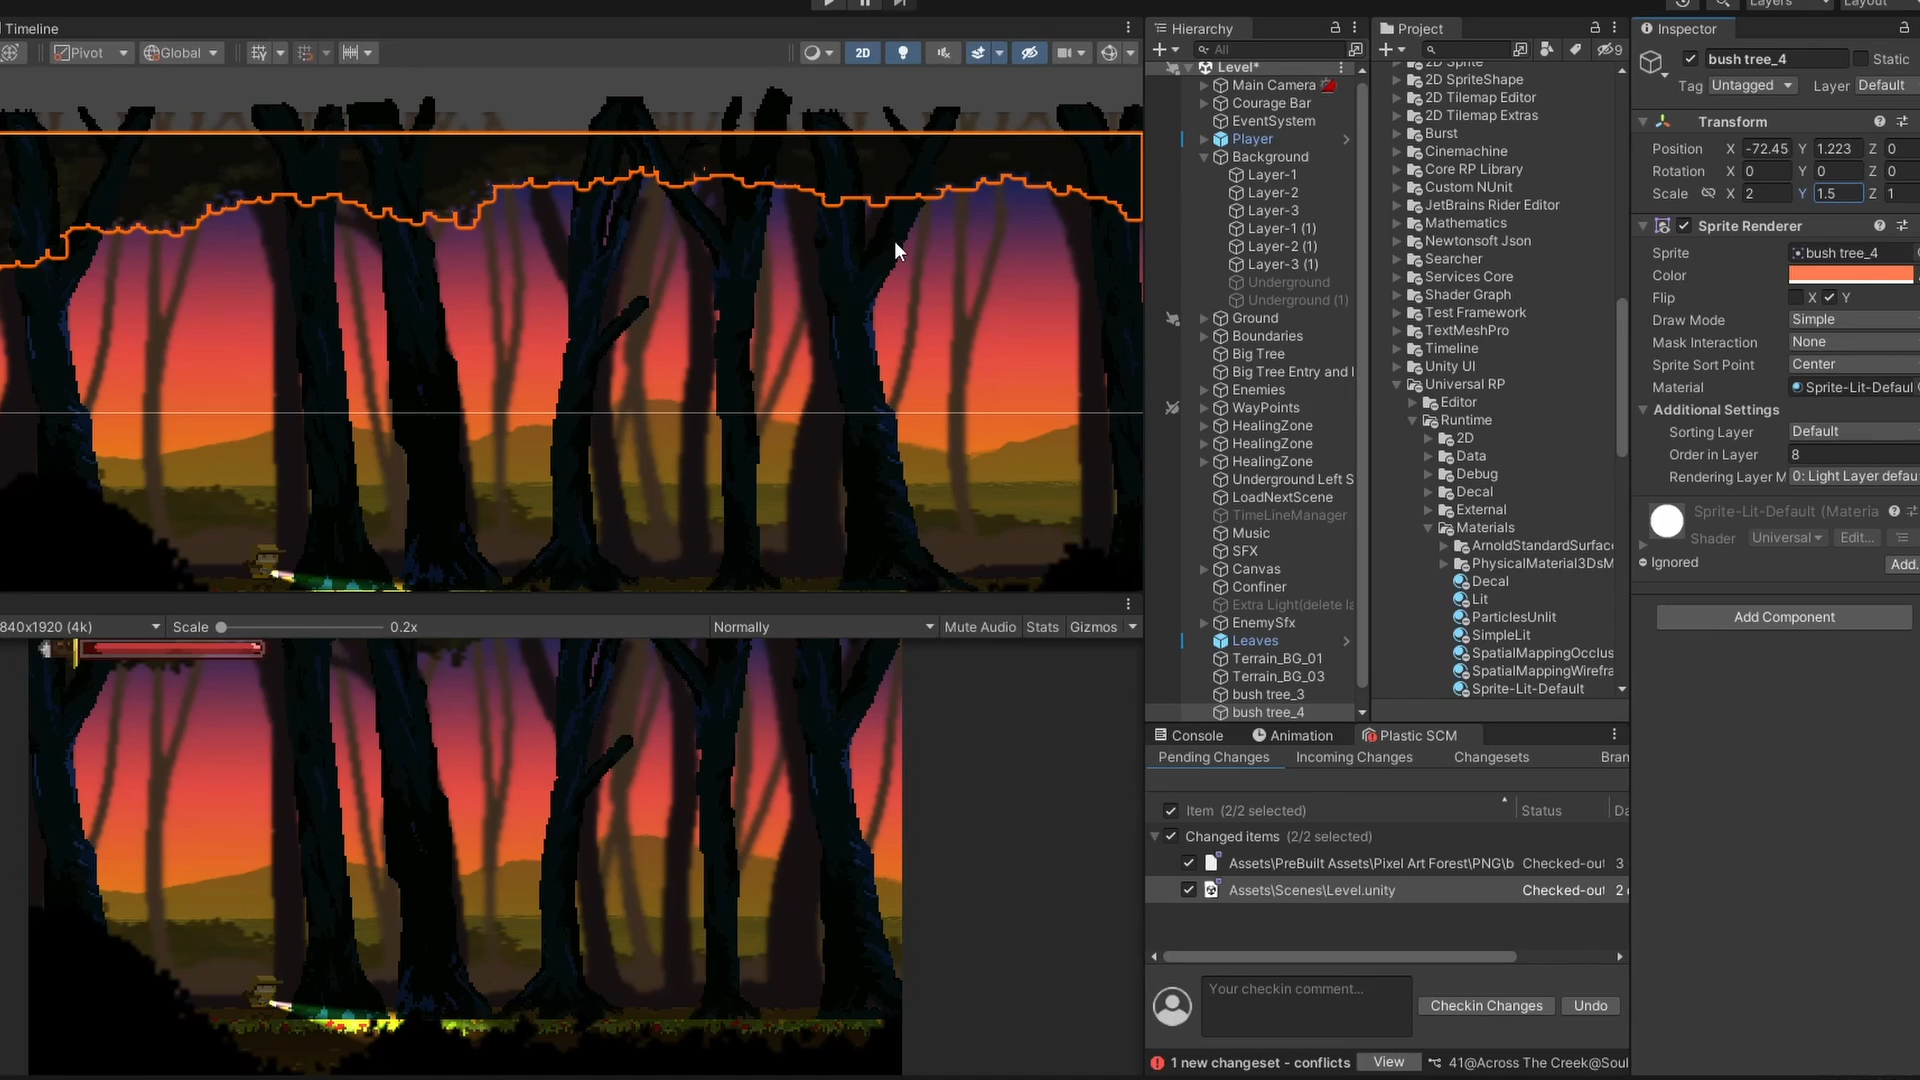 Timeline
Pivot
Global
2D
Hierarchy
All
Level*
Main Camera
Courage Bar
EventSystem
Player
Background
Layer-1
Layer-2
Layer-3
Layer-1 (1)
Layer-2 (1)
Layer-3 (1)
Underground
Underground (1)
Ground
Boundaries
Big Tree
Big Tree Entry and
Enemies
WayPoints
HealingZone
HealingZone
HealingZone
Underground Left S
LoadNextScene
TimeLineManager
Music
SFX
Canvas
Confiner
Extra Light(delete la
EnemySfx
Leaves
Terrain_BG_01
Terrain_BG_03
bush tree_3
bush tree_4
Project
9
2D Sprite
2D SpriteShape
2D Tilemap Editor
2D Tilemap Extras
Burst
Cinemachine
Core RP Library
Custom NUnit
JetBrains Rider Editor
Mathematics
Newtonsoft Json
Searcher
Services Core
Shader Graph
Test Framework
TextMeshPro
Timeline
Unity UI
Universal RP
Editor
Runtime
2D
Data
Debug
Decal
External
Materials
ArnoldStandardSurfac
PhysicalMaterial3DsM
Decal
Lit
ParticlesUnlit
SimpleLit
SpatialMappingOcclus
SpatialMappingWirefra
Sprite-Lit-Default
Layers
Layout
Inspector
bush tree_4
Static
Tag Untagged Layer Default
Transform
Position X -72.45 Y 1.223 Z 0
Rotation X 0 Y 0 Z 0
Scale X 2 Y 1.5 Z 1
Sprite Renderer
Sprite bush tree_4
Color
Flip X Y
Draw Mode Simple
Mask Interaction None
Sprite Sort Point Center
Material Sprite-Lit-Defaul
Additional Settings
Sorting Layer Default
Order in Layer 8
Rendering Layer M 0: Light Layer defau
Sprite-Lit-Default (Materia
Shader Universal Edit...
Ignored Add.
Add Component
840x1920 (4k) Scale 0.2x Normally Mute Audio Stats Gizmos
Console Animation Plastic SCM
Pending Changes Incoming Changes Changesets Bran
Item (2/2 selected) Status Da
Changed items (2/2 selected)
Assets\PreBuilt Assets\Pixel Art Forest\PNG\b Checked-out 3
Assets\Scenes\Level.unity Checked-out 2
Your checkin comment...
Checkin Changes Undo
1 new changeset - conflicts View 41@Across The Creek@Soul